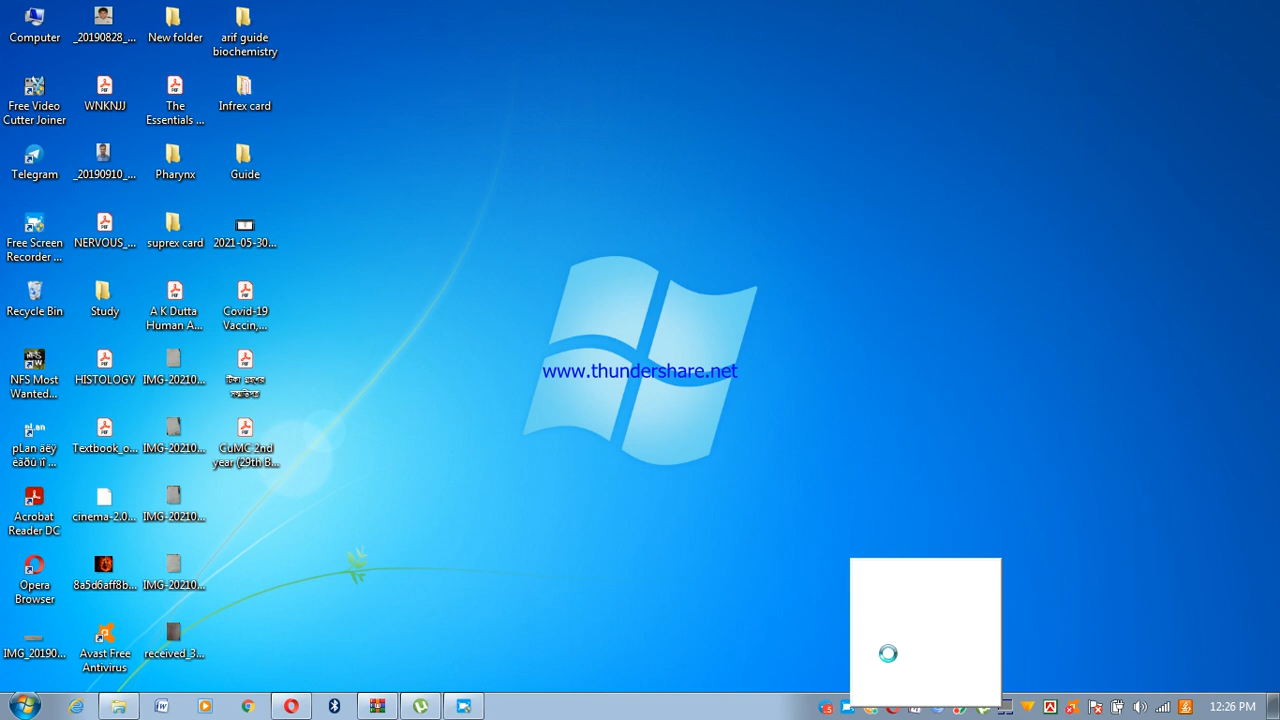 Computer
_20190828_...
New folder
arif guide
biochemistry
Free Video
Cutter Joiner
WNKNJJ
The
Essentials ...
Infrex card
Telegram
_20190910_...
Pharynx
Guide
Free Screen
Recorder ...
NERVOUS_...
suprex card
2021-05-30...
Recycle Bin
Study
A K Dutta
Human A...
Covid-19
Vaccin,...
NFS Most
Wanted...
HISTOLOGY
IMG-20210...
pLan äëÿ
Textbook_o...
IMG-20210...
CuMC 2nd
year (29th B...
Acrobat
Reader DC
cinema-2.0...
IMG-20210...
Opera
Browser
8a5d6aff8b...
IMG-20210...
IMG_20190...
Avast Free
Antivirus
received_3...
www.thundershare.net
12:26 PM